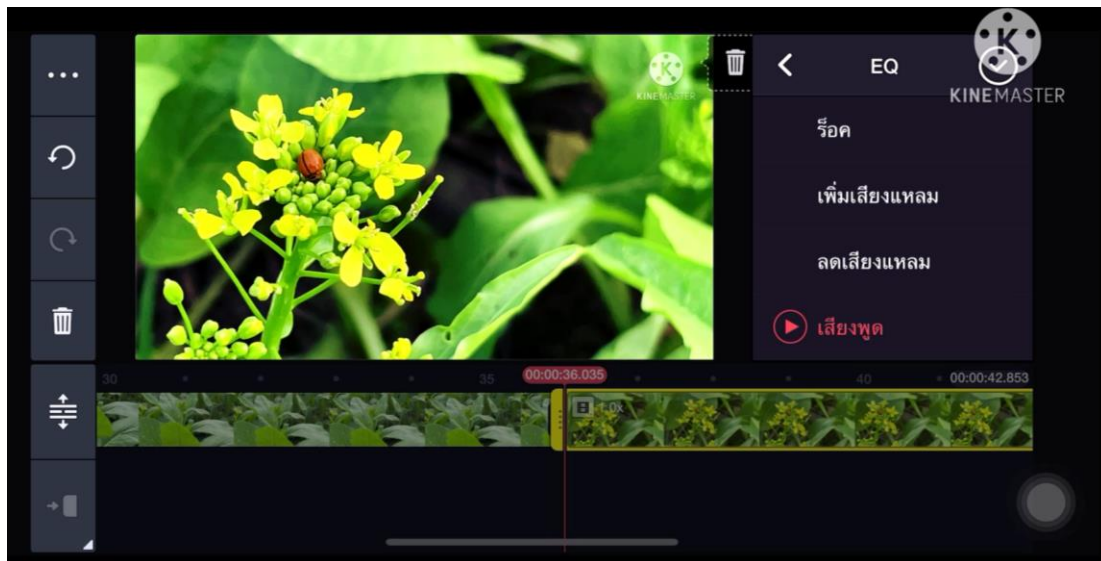 KINEMASTER
EQ
KINEMASTER
ร็อค
เพิ่มเสียงแหลม
ลดเสียงแหลม
เสียงพูด
30
35
00:00:36.035
40
00:00:42.853
1.0x